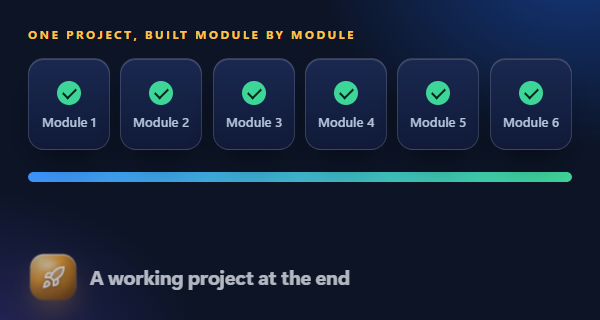 ONE PROJECT, BUILT MODULE BY MODULE
Module 1 Module 2 Module 3 Module 4 Module 5 Module 6
A working project at the end